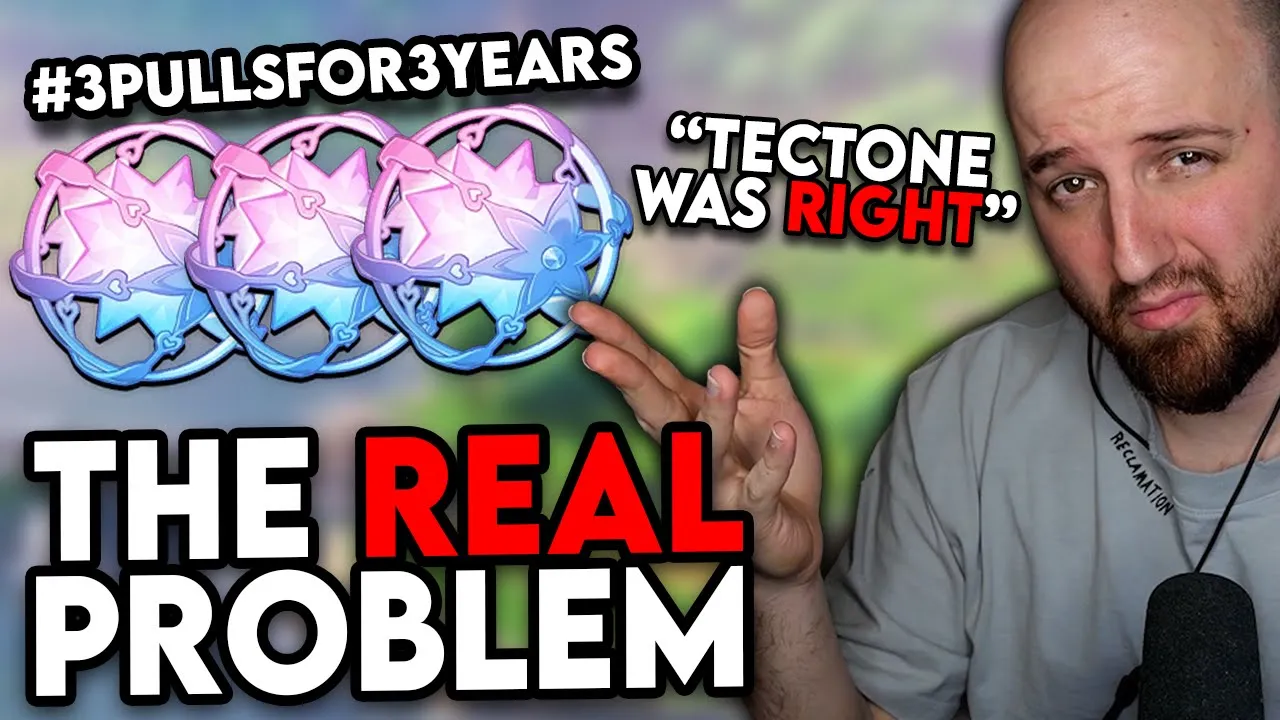 #3PULLSFOR3YEARS
“TECTONE
WAS RIGHT”
THE REAL
PROBLEM
RECLAMATION